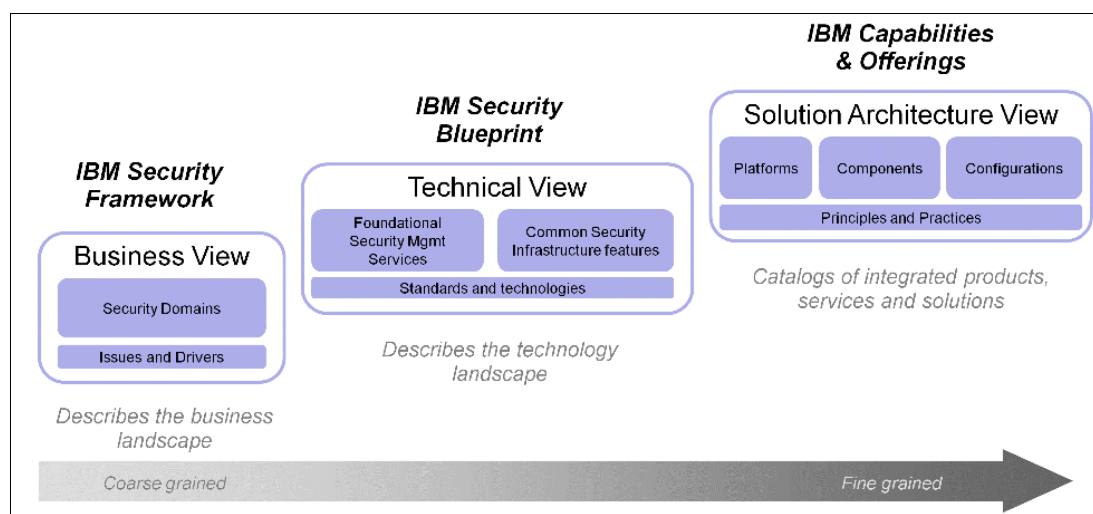 IBM Security
Framework
Business View
Security Domains
Issues and Drivers
Describes the business
landscape
IBM Security
Blueprint
Technical View
Foundational
Security Mgmt
Services
Common Security
Infrastructure features
Standards and technologies
Describes the technology
landscape
IBM Capabilities
& Offerings
Solution Architecture View
Platforms
Components
Configurations
Principles and Practices
Catalogs of integrated products,
services and solutions
Coarse grained
Fine grained